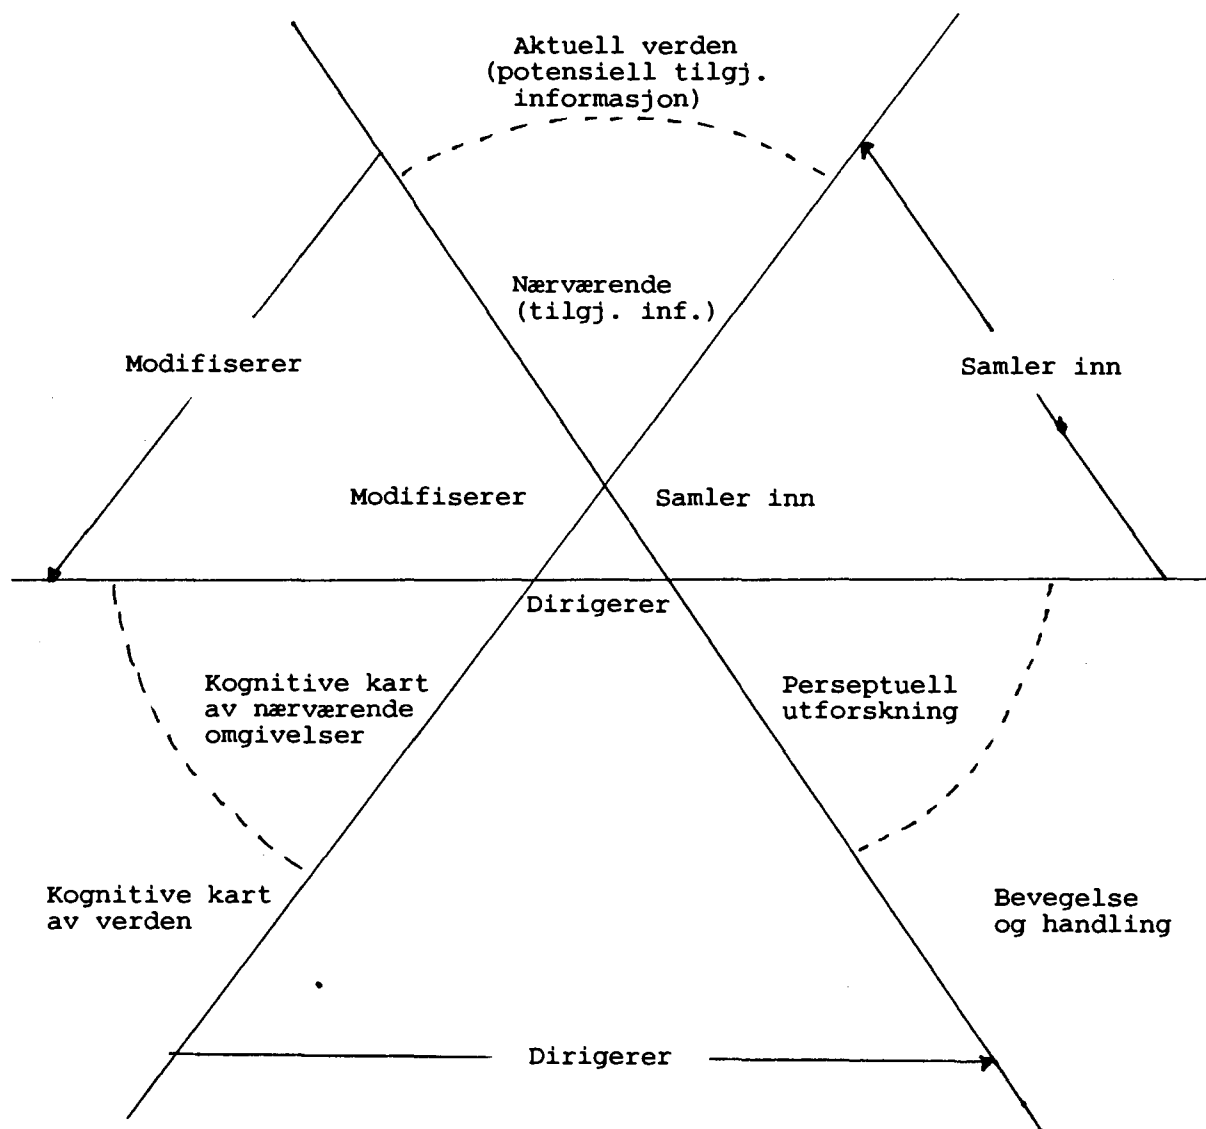 Aktuell verden
(potensiell tilgj.
informasjon)
Nærværende
(tilgj. inf.)
Modifiserer
Samler inn
Modifiserer
Samler inn
Dirigerer
Kognitive kart
av nærværende
omgivelser
Perseptuell
utforskning
Kognitive kart
av verden
Bevegelse
og handling
Dirigerer